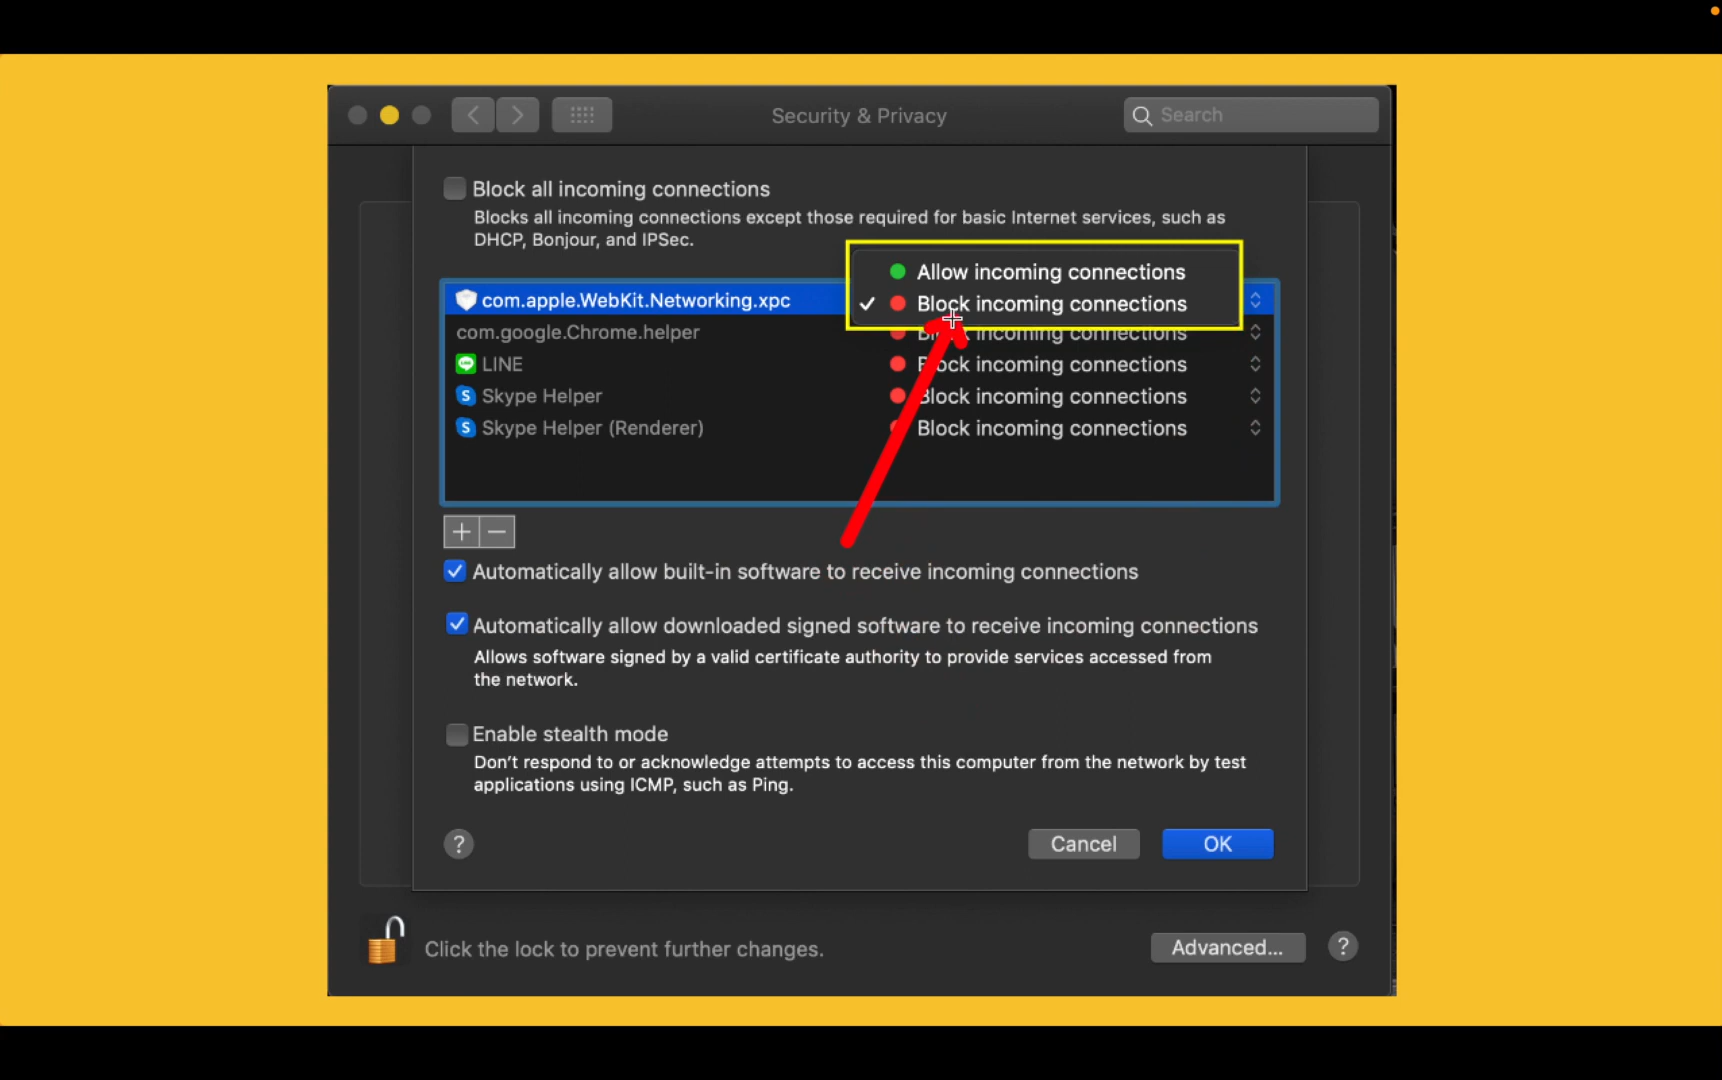 Security & Privacy
Search
Block all incoming connections
Blocks all incoming connections except those required for basic Internet services, such as
DHCP, Bonjour, and IPSec.
Allow incoming connections
com.apple.WebKit.Networking.xpc
Block incoming connections
com.google.Chrome.helper
Block incoming connections
LINE
Block incoming connections
Skype Helper
Block incoming connections
Skype Helper (Renderer)
Block incoming connections
Automatically allow built-in software to receive incoming connections
Automatically allow downloaded signed software to receive incoming connections
Allows software signed by a valid certificate authority to provide services accessed from
the network.
Enable stealth mode
Don't respond to or acknowledge attempts to access this computer from the network by test
applications using ICMP, such as Ping.
?
Cancel
OK
Click the lock to prevent further changes.
Advanced...
?